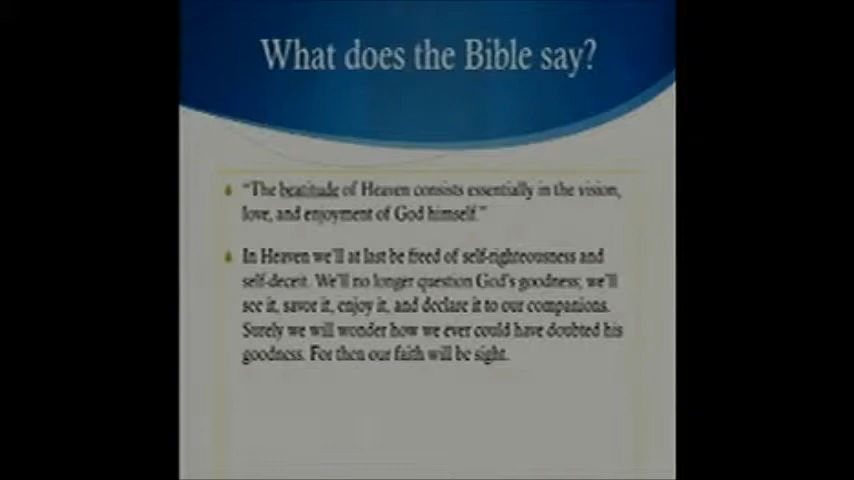 What does the Bible say?
"The beatitude of Heaven consists essentially in the vision,
love, and enjoyment of God himself."
In Heaven we'll at last be freed of self-righteousness and
self-deceit. We'll no longer question God's goodness; we'll
see it, savor it, enjoy it, and declare it to our companions.
Surely we will wonder how we ever could have doubted his
goodness. For then our faith will be sight.